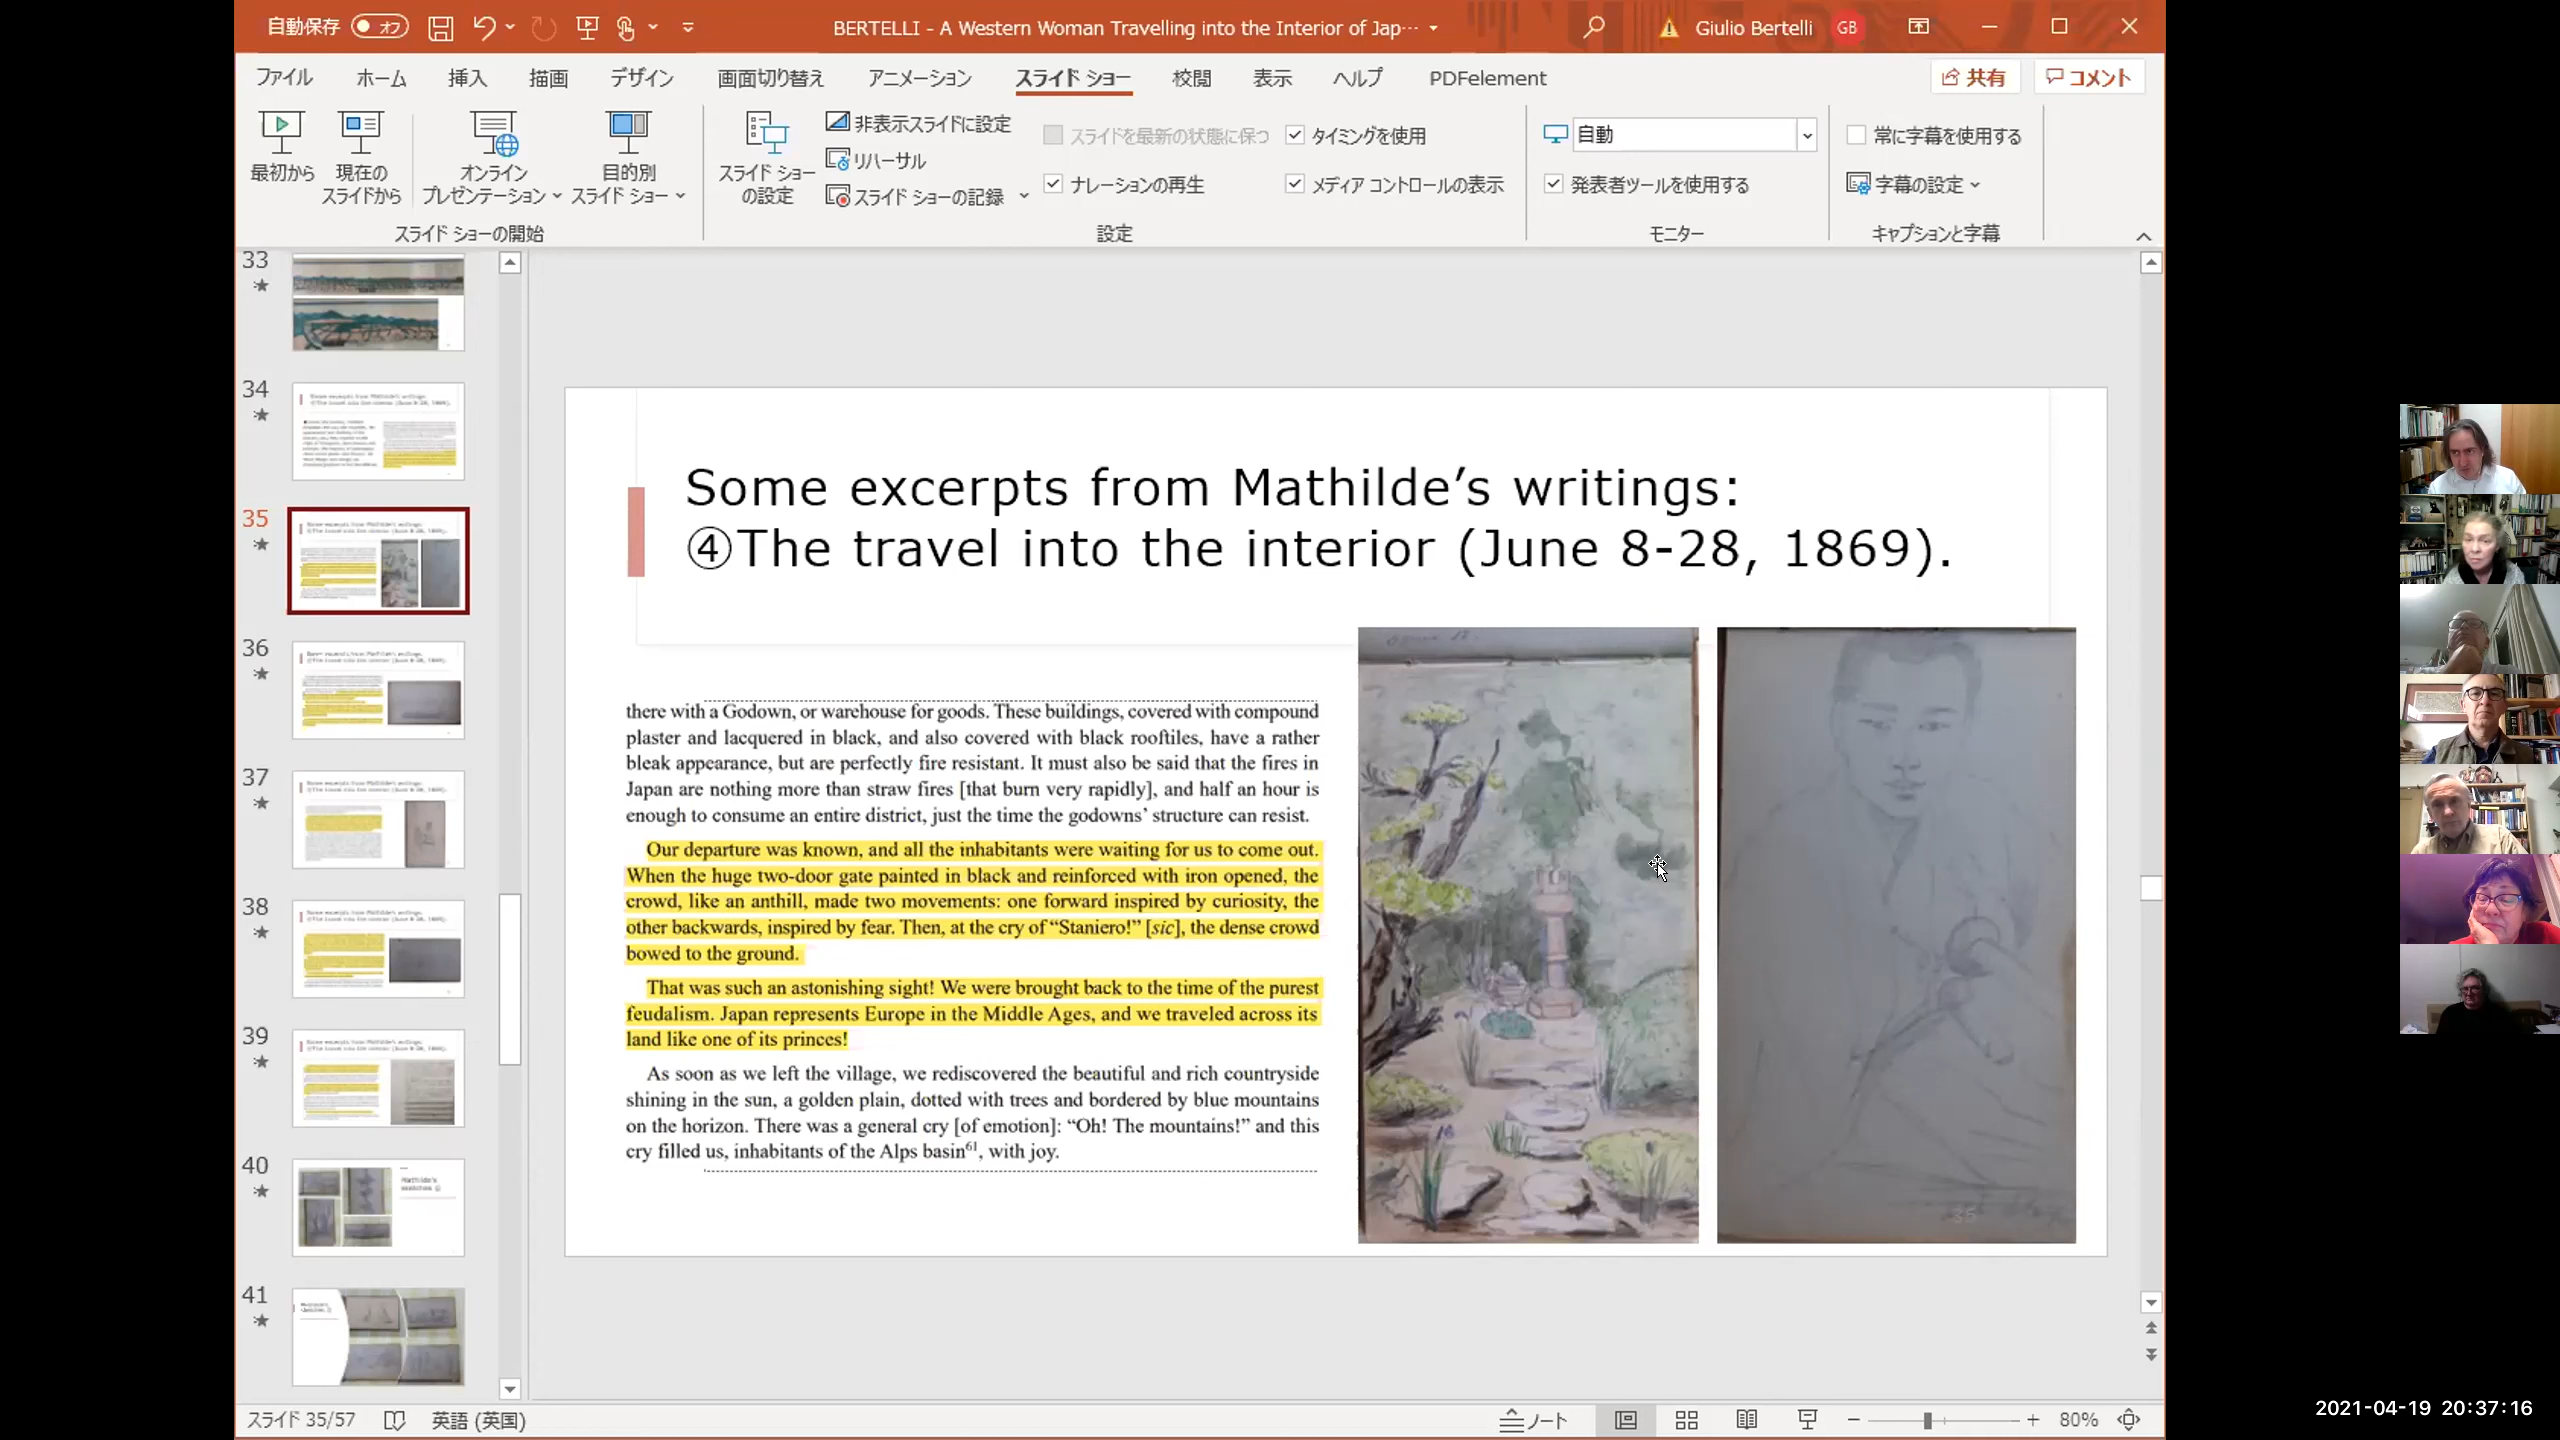 自動保存 オフ
BERTELLI - A Western Woman Travelling into the Interior of Jap…
Giulio Bertelli GB
ファイル ホーム 挿入 描画 デザイン 画面切り替え アニメーション スライド ショー 校閲 表示 ヘルプ PDFelement 共有 コメント
最初から
現在の
スライドから
オンライン
プレゼンテーション
目的別
スライド ショー
スライド ショーの開始
スライド ショー
の設定
非表示スライドに設定
リハーサル
スライド ショーの記録
スライドを最新の状態に保つ
ナレーションの再生
タイミングを使用
メディア コントロールの表示
設定
自動
発表者ツールを使用する
モニター
常に字幕を使用する
字幕の設定
キャプションと字幕
33
34
35
36
37
38
39
40
41
Some excerpts from Mathilde’s writings:
④The travel into the interior (June 8-28, 1869).
there with a Godown, or warehouse for goods. These buildings, covered with compound
plaster and lacquered in black, and also covered with black rooftiles, have a rather
bleak appearance, but are perfectly fire resistant. It must also be said that the fires in
Japan are nothing more than straw fires [that burn very rapidly], and half an hour is
enough to consume an entire district, just the time the godowns’ structure can resist.
Our departure was known, and all the inhabitants were waiting for us to come out.
When the huge two-door gate painted in black and reinforced with iron opened, the
crowd, like an anthill, made two movements: one forward inspired by curiosity, the
other backwards, inspired by fear. Then, at the cry of “Staniero!” [sic], the dense crowd
bowed to the ground.
That was such an astonishing sight! We were brought back to the time of the purest
feudalism. Japan represents Europe in the Middle Ages, and we traveled across its
land like one of its princes!
As soon as we left the village, we rediscovered the beautiful and rich countryside
shining in the sun, a golden plain, dotted with trees and bordered by blue mountains
on the horizon. There was a general cry [of emotion]: “Oh! The mountains!” and this
cry filled us, inhabitants of the Alps basin61, with joy.
スライド 35/57 英語 (英国)
ノート
80%
2021-04-19 20:37:16